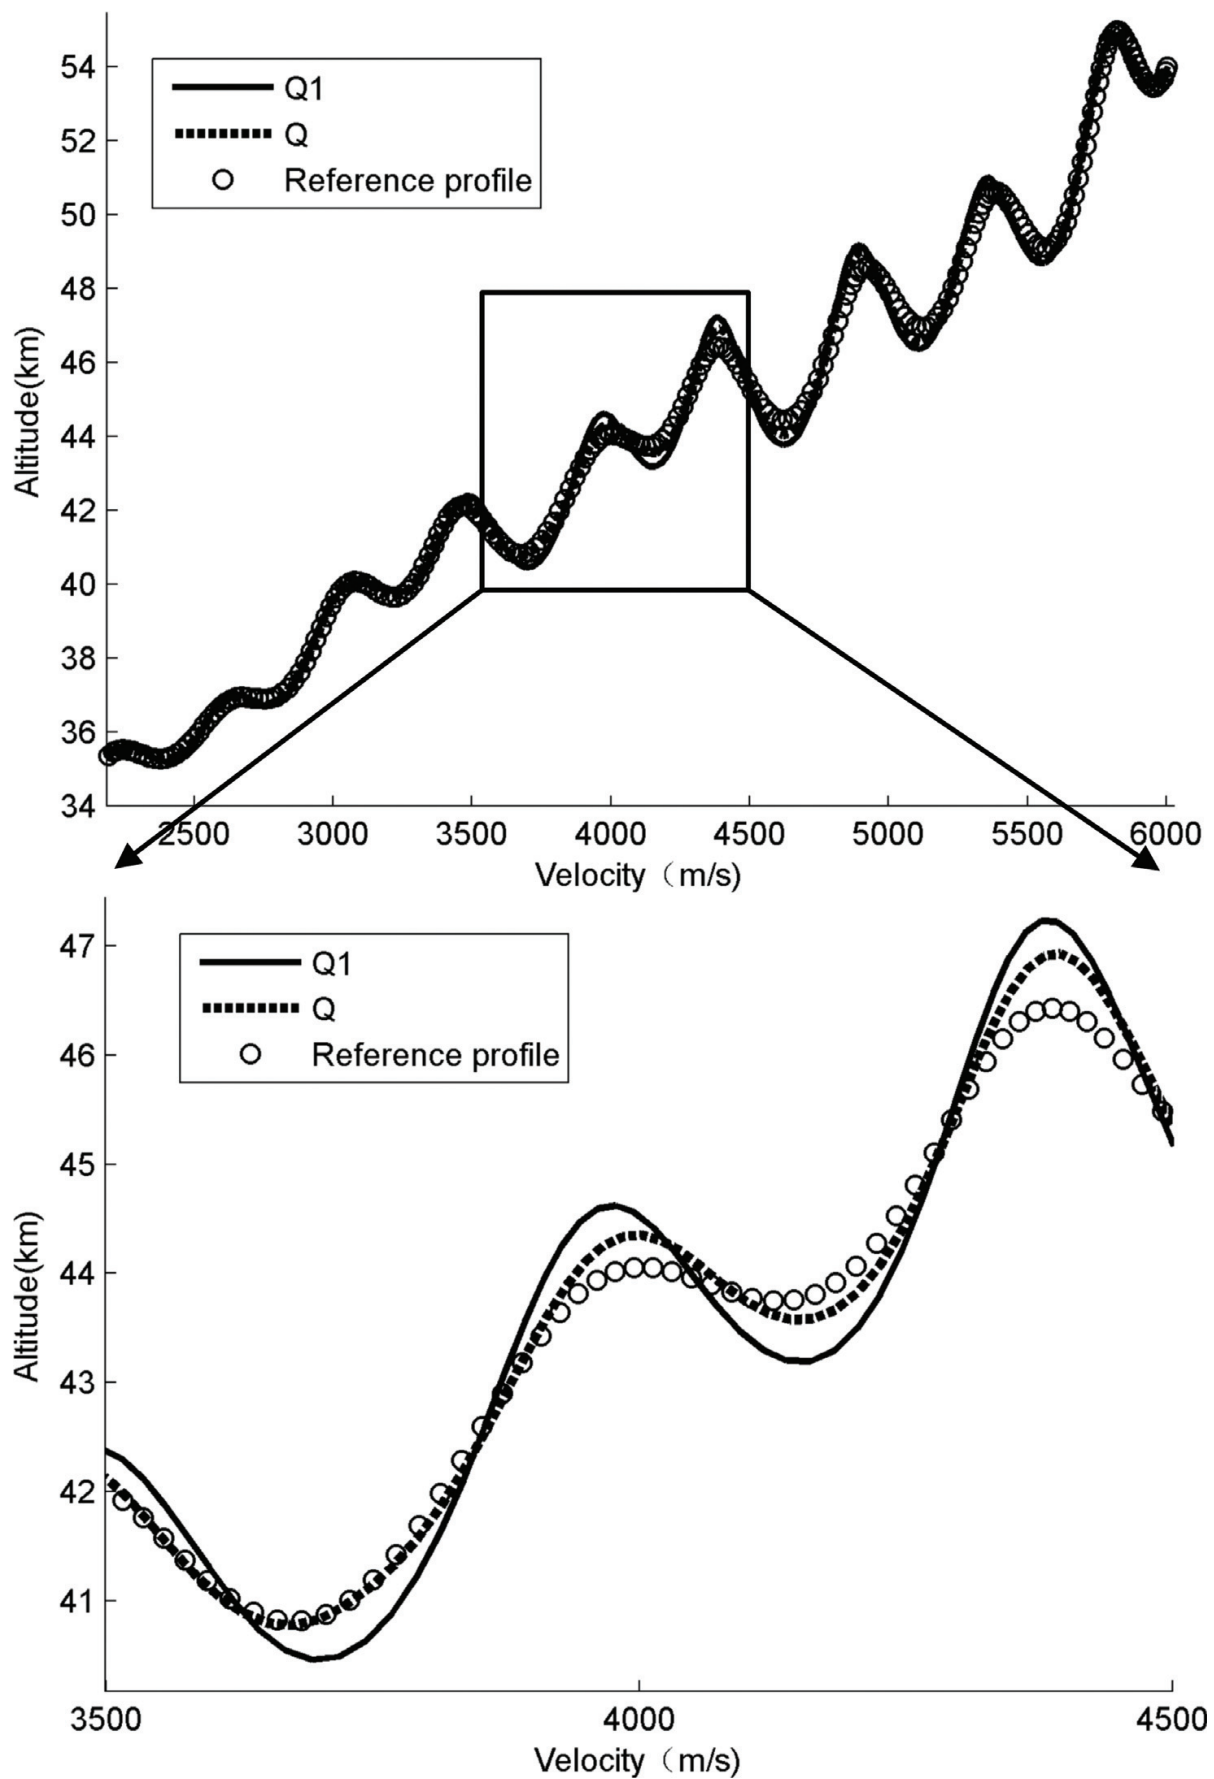 54
52
50
48
46
44
42
40
38
36
34
Altitude(km)
Q1
Q
Reference profile
2500 3000 3500 4000 4500 5000 5500 6000
Velocity（m/s)
47
46
45
44
43
42
41
Altitude(km)
Q1
Q
Reference profile
3500 4000 4500
Velocity（m/s)